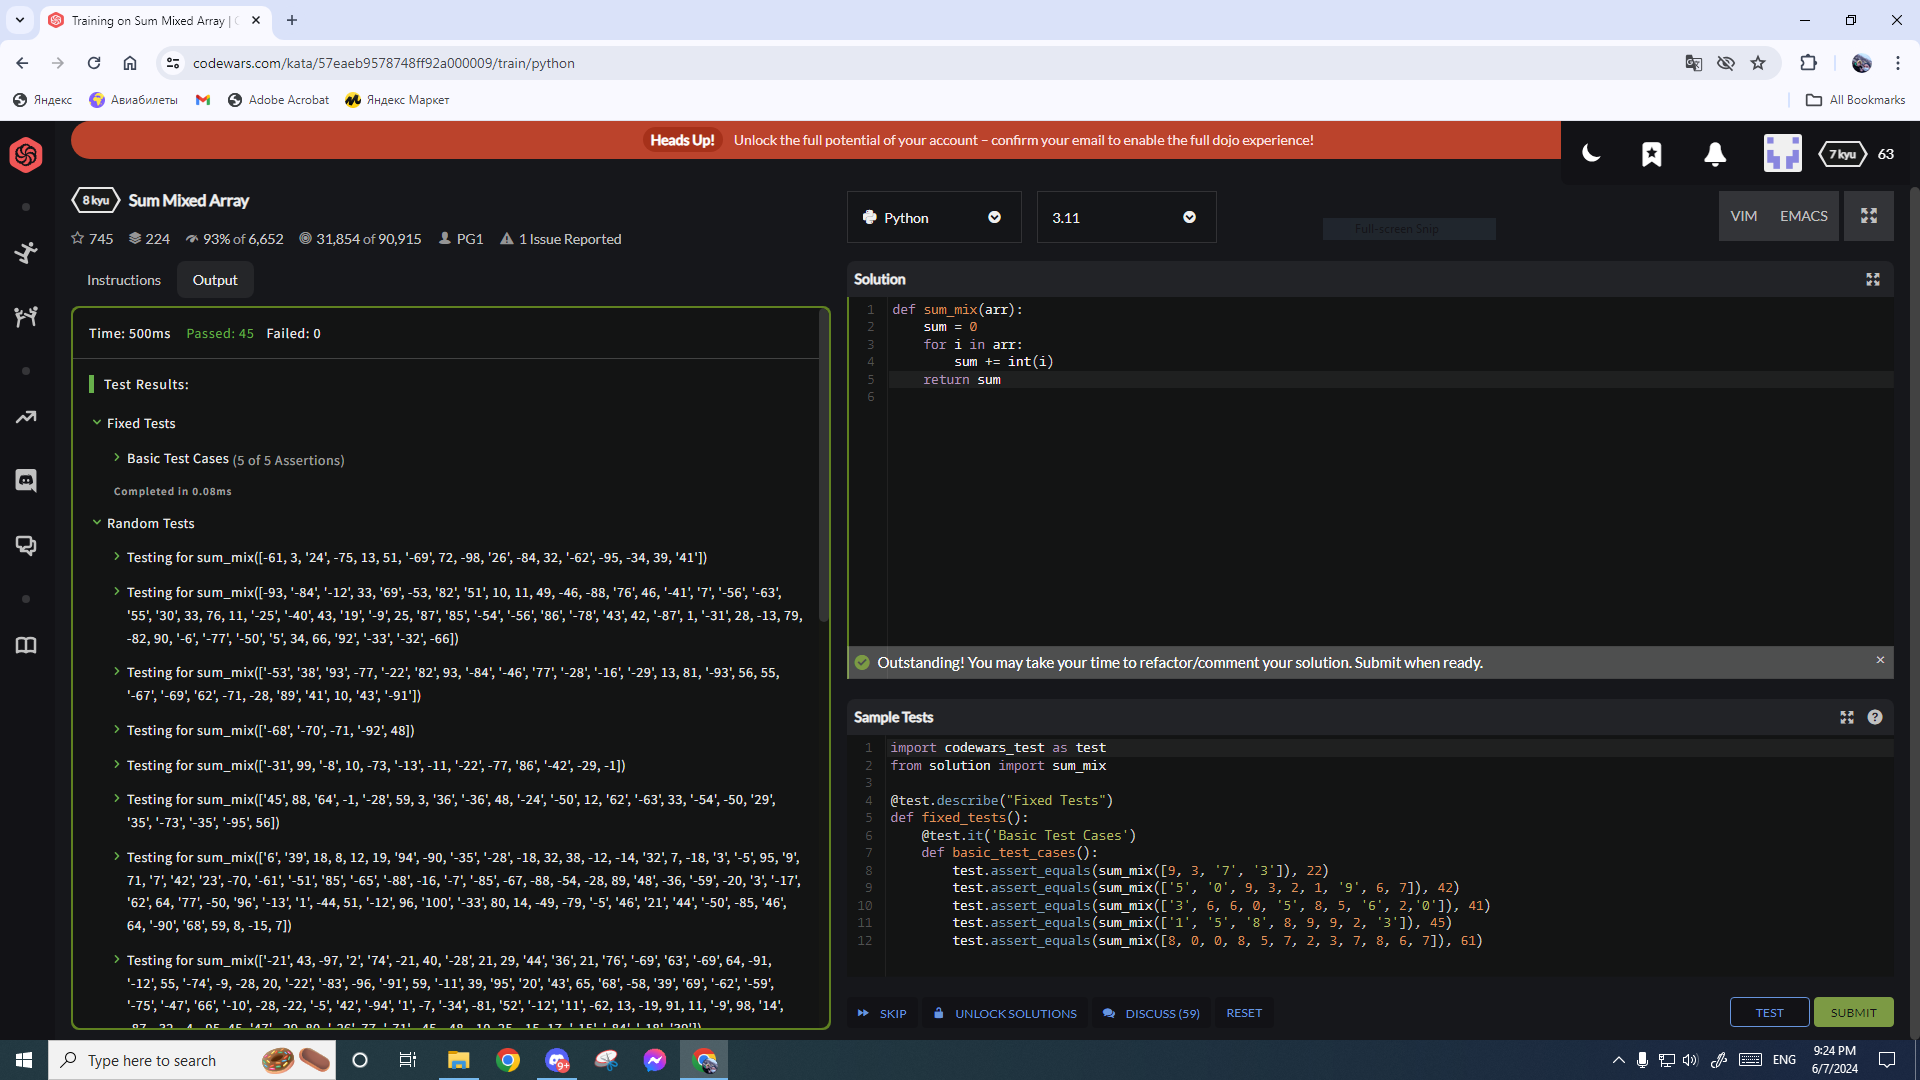 Training on Sum Mixed Array | C
codewars.com/kata/57eaeb9578748ff92a000009/train/python
Яндекс
Авиабилеты
Adobe Acrobat
Яндекс Маркет
All Bookmarks
Heads Up! Unlock the full potential of your account – confirm your email to enable the full dojo experience!
7 kyu 63
8 kyu Sum Mixed Array
745 224 93% of 6,652 31,854 of 90,915 PG1 1 Issue Reported
Instructions Output
Time: 500ms Passed: 45 Failed: 0
Test Results:
Fixed Tests
Basic Test Cases (5 of 5 Assertions)
Completed in 0.08ms
Random Tests
Testing for sum_mix([-61, 3, '24', -75, 13, 51, '-69', 72, -98, '26', -84, 32, '-62', -95, -34, 39, '41'])
Testing for sum_mix([-93, '-84', '-12', 33, '69', -53, '82', '51', 10, 11, 49, -46, -88, '76', 46, '-41', '7', '-56', '-63',
'55', '30', 33, 76, 11, '-25', '-40', 43, '19', '-9', 25, '87', '85', '-54', '-56', '86', '-78', '43', 42, '-87', 1, '-31', 28, -13, 79,
-82, 90, '-6', '-77', '-50', '5', 34, 66, '92', '-33', '-32', -66])
Testing for sum_mix(['-53', '38', '93', -77, '-22', '82', 93, '-84', '-46', '77', '-28', '-16', '-29', 13, 81, '-93', 56, 55,
'-67', '-69', '62', -71, -28, '89', '41', 10, '43', '-91'])
Testing for sum_mix(['-68', '-70', -71, '-92', 48])
Testing for sum_mix(['-31', 99, '-8', 10, -73, '-13', -11, '-22', -77, '86', '-42', -29, -1])
Testing for sum_mix(['45', 88, '64', -1, '-28', 59, 3, '36', '-36', 48, '-24', '-50', 12, '62', '-63', 33, '-54', -50, '29',
'35', '-73', '-35', '-95', 56])
Testing for sum_mix(['6', '39', 18, 8, 12, 19, '94', -90, '-35', '-28', -18, 32, 38, -12, -14, '32', 7, -18, '3', '-5', 95, '9',
71, '7', '42', '23', -70, '-61', '-51', '85', '-65', '-88', -16, '-7', '-85', -67, -88, -54, -28, 89, '48', -36, '-59', -20, '3', '-17',
'62', 64, '77', -50, '96', '-13', '1', -44, 51, '-12', 96, '100', '-33', 80, 14, -49, -79, '-5', '46', '21', '44', '-50', -85, '46',
64, '-90', '68', 59, 8, -15, 7])
Testing for sum_mix(['-21', 43, -97, '2', '74', -21, 40, '-28', 21, 29, '44', '36', 21, '76', '-69', '63', '-69', 64, -91,
'-12', 55, '-74', -9, -28, 20, '-22', '-83', -96, '-91', 59, '-11', 39, '95', '20', '43', 65, '68', -58, '39', '69', '-62', '-59',
'-75', '-47', '66', '-10', -28, -22, '-5', '42', '-94', '1', -7, '-34', -81, '52', '-12', '11', -62, 13, -19, 91, 11, '-9', 98, '14',
Python
3.11
Full-screen Snip
VIM EMACS
Solution
1 def sum_mix(arr):
2 sum = 0
3 for i in arr:
4 sum += int(i)
5 return sum
6
Outstanding! You may take your time to refactor/comment your solution. Submit when ready.
Sample Tests
1 import codewars_test as test
2 from solution import sum_mix
3
4 @test.describe("Fixed Tests")
5 def fixed_tests():
6 @test.it('Basic Test Cases')
7 def basic_test_cases():
8 test.assert_equals(sum_mix([9, 3, '7', '3']), 22)
9 test.assert_equals(sum_mix(['5', '0', 9, 3, 2, 1, '9', 6, 7]), 42)
10 test.assert_equals(sum_mix(['3', 6, 6, 0, '5', 8, 5, '6', 2,'0']), 41)
11 test.assert_equals(sum_mix(['1', '5', '8', 8, 9, 9, 2, '3']), 45)
12 test.assert_equals(sum_mix([8, 0, 0, 8, 5, 7, 2, 3, 7, 8, 6, 7]), 61)
SKIP UNLOCK SOLUTIONS DISCUSS (59) RESET
TEST SUBMIT
Type here to search
9+
ENG
9:24 PM
6/7/2024